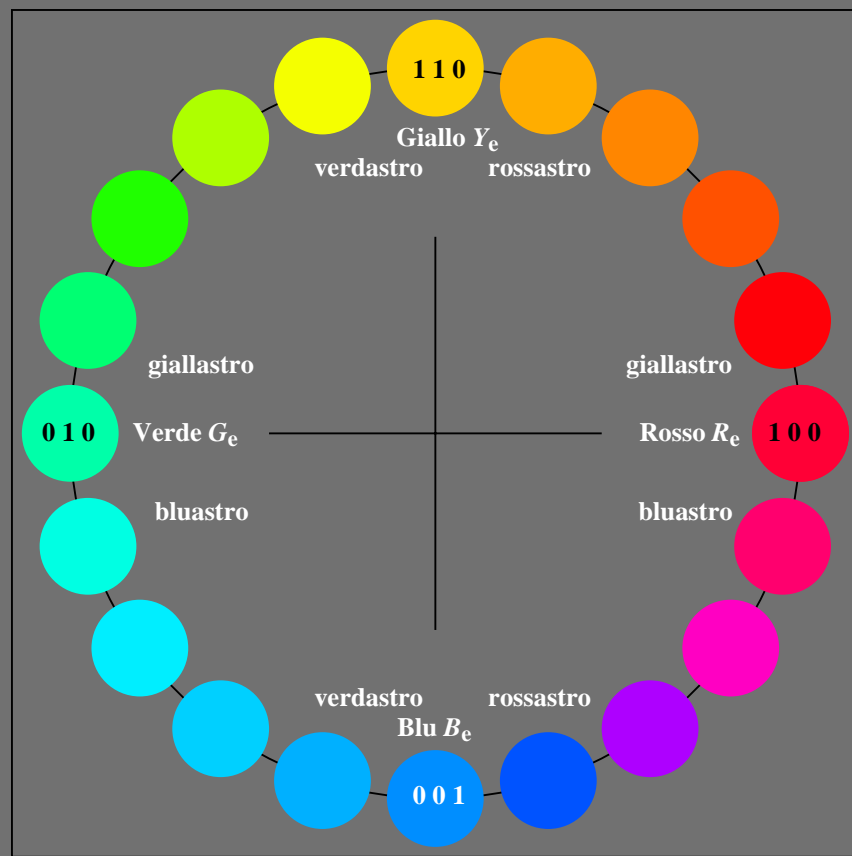 1 1 0
Giallo Yₑ
verdastro rossastro
giallastro giallastro
0 1 0 Verde Gₑ Rosso Rₑ 1 0 0
bluastro bluastro
verdastro rossastro
Blu Bₑ
0 0 1